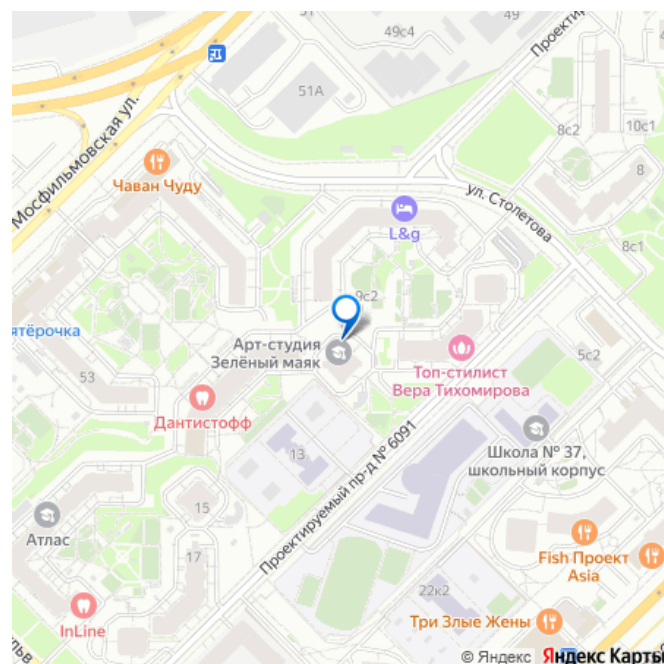 49
49с4
Проектируе
51А
Мосфильмовская ул.
8с2
10с1
8
Чаван Чуду
ул. Столетова
L&g
8с1
9с2
ятёрочка
Арт-студия
Зелёный маяк
5с2
53
Топ-стилист
Вера Тихомирова
Дантистофф
Проектируемый пр-д № 6091
13
Школа № 37,
школьный корпус
15
Атлас
17
Fish Проект
Asia
22к2
InLine
Три Злые Жены
ульв
© Яндекс Яндекс Карты